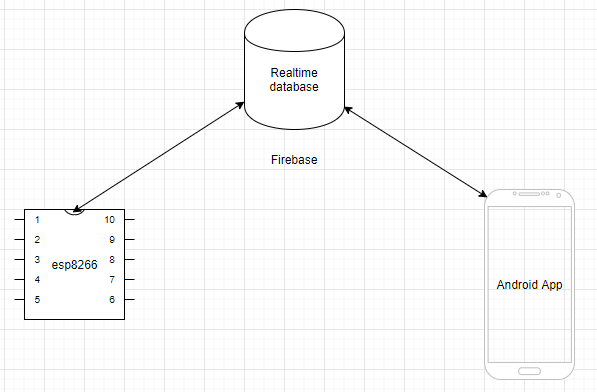 Realtime
database
Firebase
1 10
2 9
3 esp8266 8
4 7
5 6
Android App